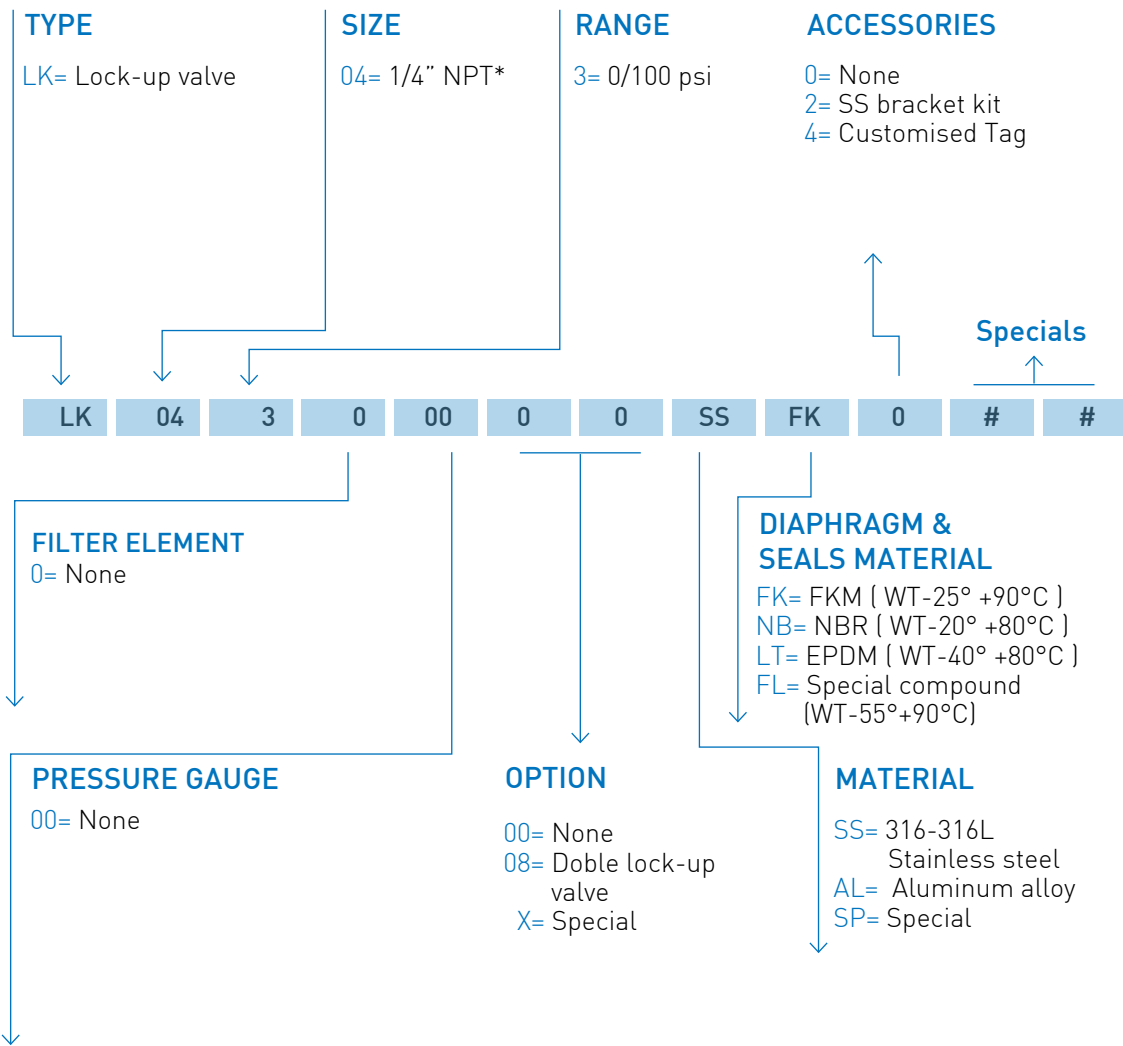 TYPE
LK= Lock-up valve
SIZE
04= 1/4” NPT*
RANGE
3= 0/100 psi
ACCESSORIES
0= None
2= SS bracket kit
4= Customised Tag
Specials
LK 04 3 0 00 0 0 SS FK 0 # #
FILTER ELEMENT
0= None
DIAPHRAGM &
SEALS MATERIAL
FK= FKM ( WT-25° +90°C )
NB= NBR ( WT-20° +80°C )
LT= EPDM ( WT-40° +80°C )
FL= Special compound
(WT-55°+90°C)
PRESSURE GAUGE
00= None
OPTION
00= None
08= Doble lock-up
valve
X= Special
MATERIAL
SS= 316-316L
Stainless steel
AL= Aluminum alloy
SP= Special